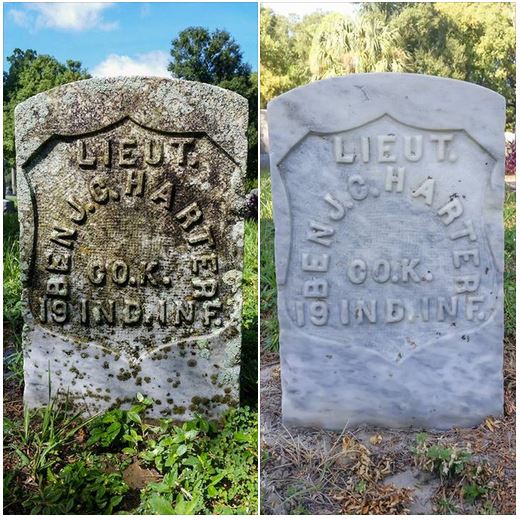 LIEUT.
BENJ. C. HARTER
CO. K.
19 IND. INF.
LIEUT.
BENJ. C. HARTER
CO. K.
19 IND. INF.